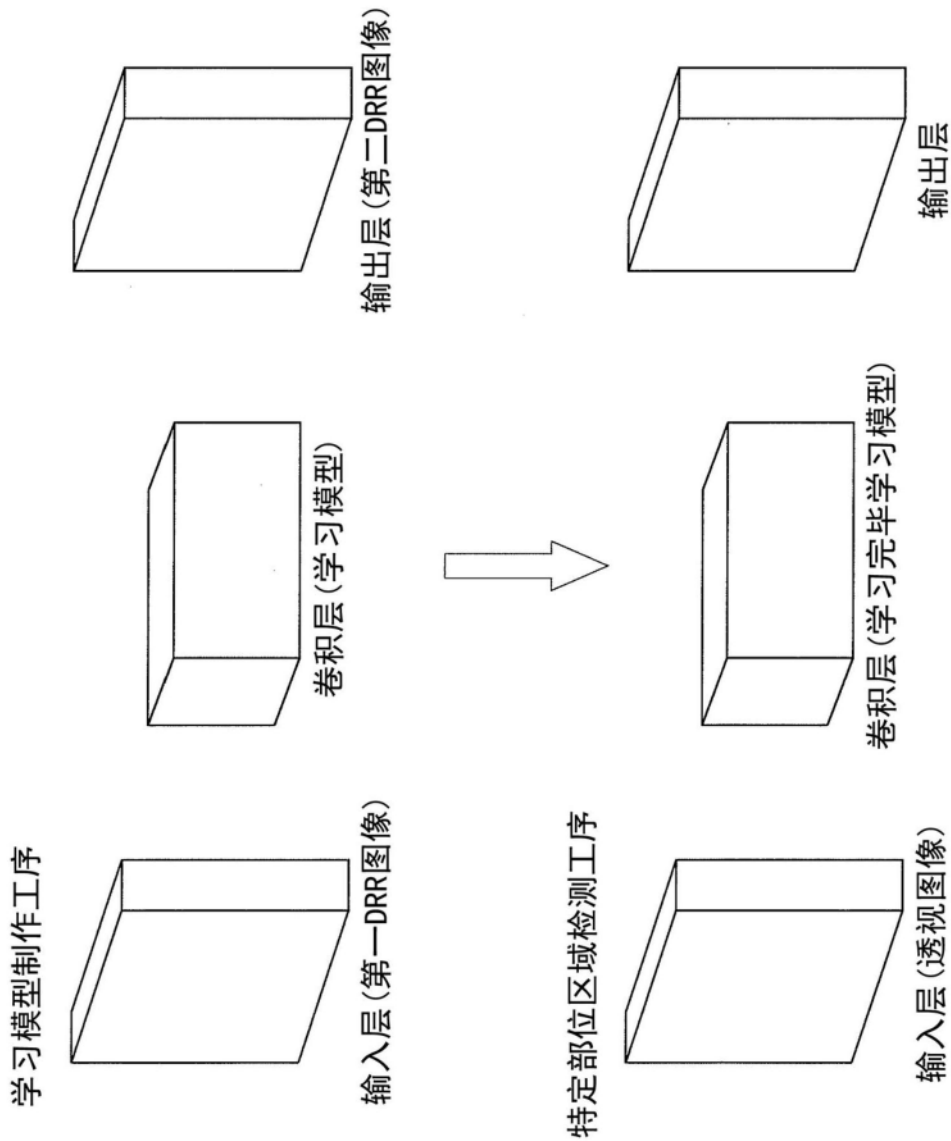 学习模型制作工序
输入层(第一DRR图像)
卷积层(学习模型)
输出层(第二DRR图像)
特定部位区域检测工序
输入层(透视图像)
卷积层(学习完毕学习模型)
输出层